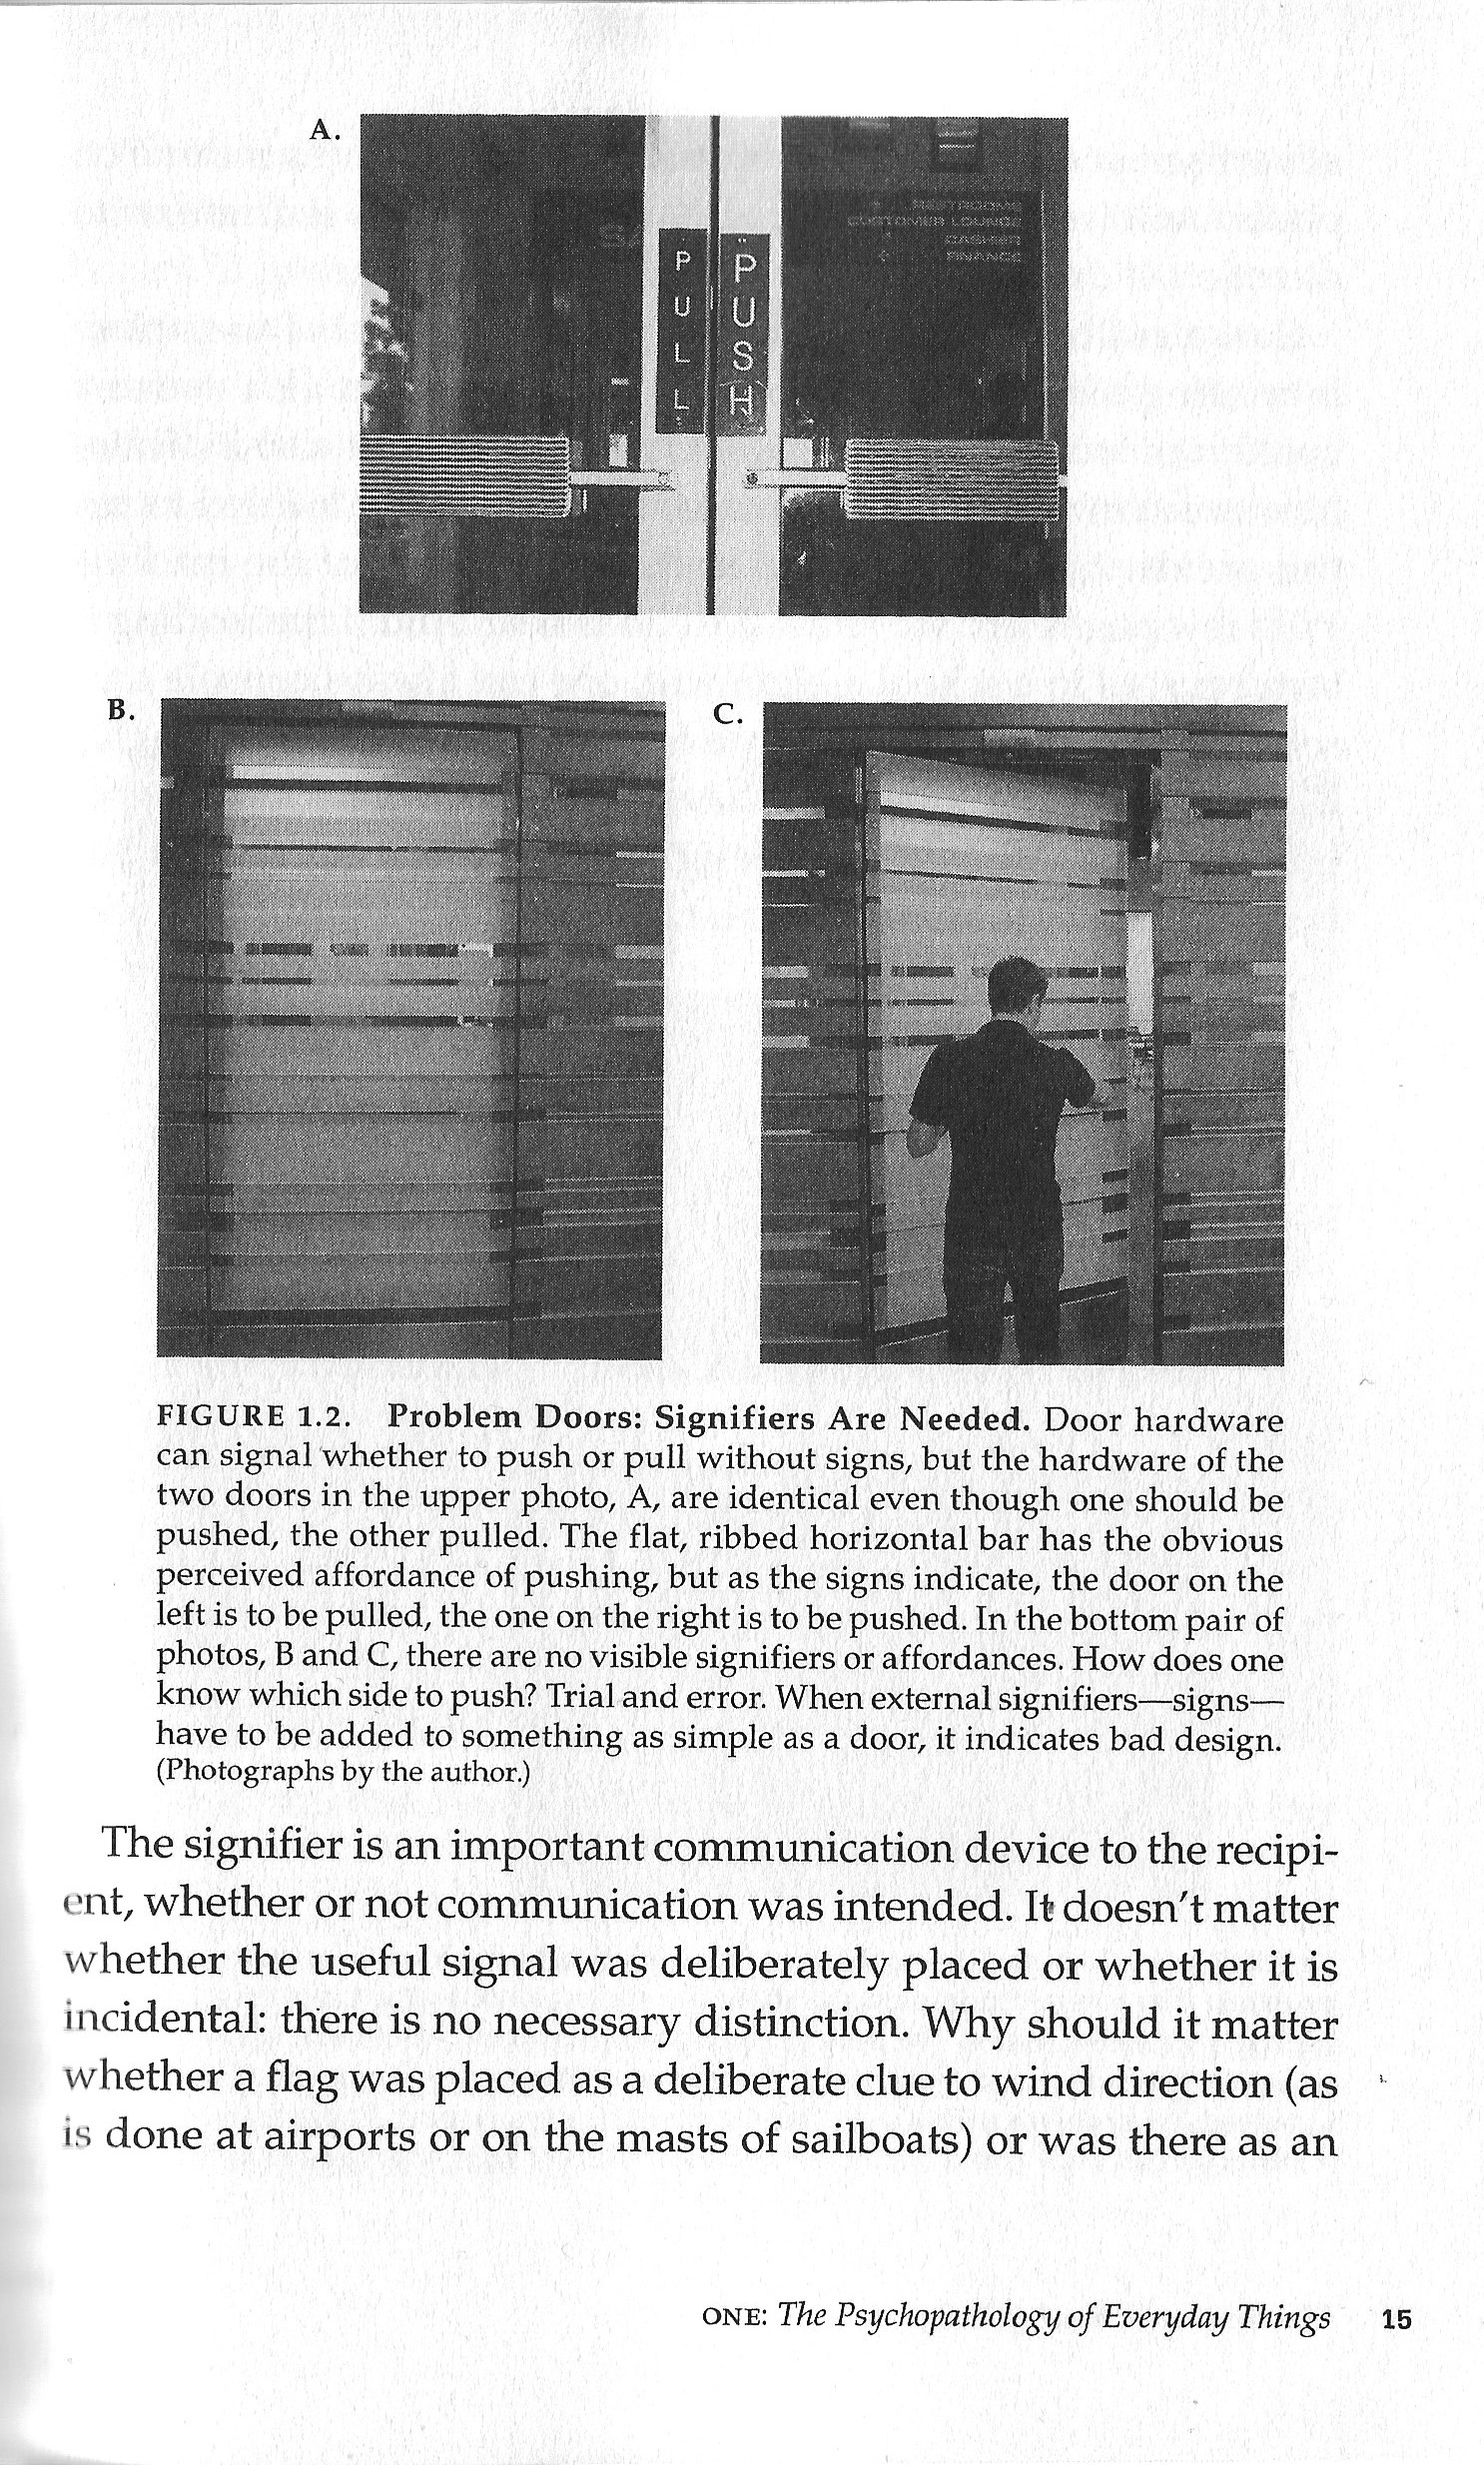 A.
PULL
PUSH
RESTROOMS
CUSTOMER LOUNGE
CASHIER
FINANCE
B.
C.
FIGURE 1.2. Problem Doors: Signifiers Are Needed. Door hardware
can signal whether to push or pull without signs, but the hardware of the
two doors in the upper photo, A, are identical even though one should be
pushed, the other pulled. The flat, ribbed horizontal bar has the obvious
perceived affordance of pushing, but as the signs indicate, the door on the
left is to be pulled, the one on the right is to be pushed. In the bottom pair of
photos, B and C, there are no visible signifiers or affordances. How does one
know which side to push? Trial and error. When external signifiers—signs—
have to be added to something as simple as a door, it indicates bad design.
(Photographs by the author.)
The signifier is an important communication device to the recipi-
ent, whether or not communication was intended. It doesn't matter
whether the useful signal was deliberately placed or whether it is
incidental: there is no necessary distinction. Why should it matter
whether a flag was placed as a deliberate clue to wind direction (as
is done at airports or on the masts of sailboats) or was there as an
ONE: The Psychopathology of Everyday Things 15